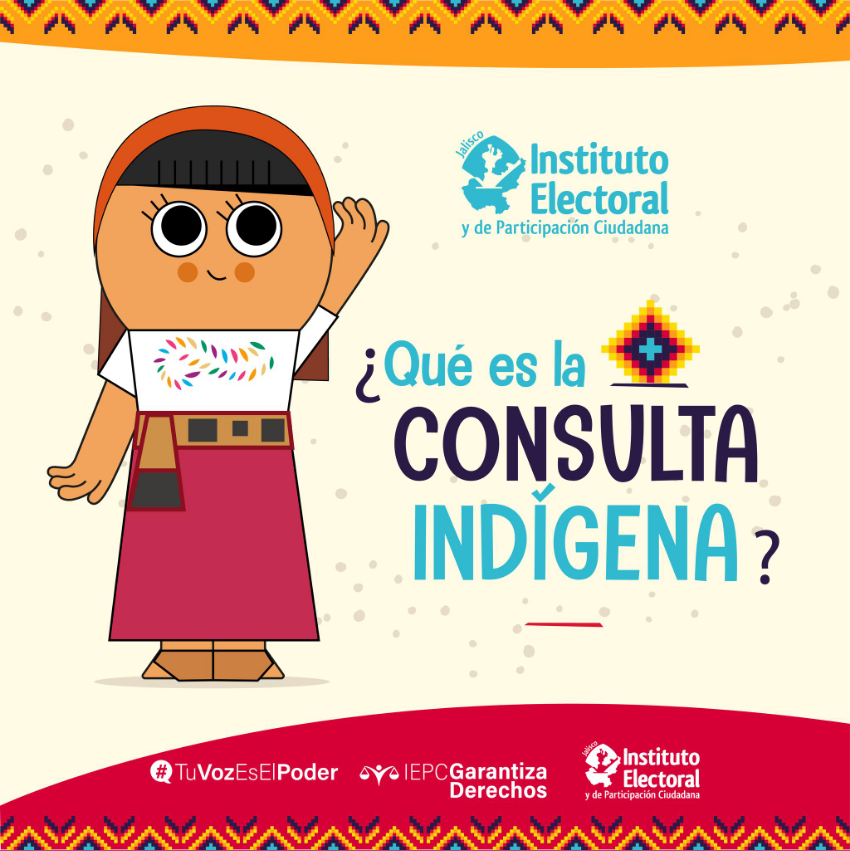 Jalisco
Instituto
Electoral
y de Participación Ciudadana
¿Qué es la
CONSULTA
INDÍGENA?
#TuVozEsElPoder
IEPCGarantiza
Derechos
Jalisco
Instituto
Electoral
y de Participación Ciudadana